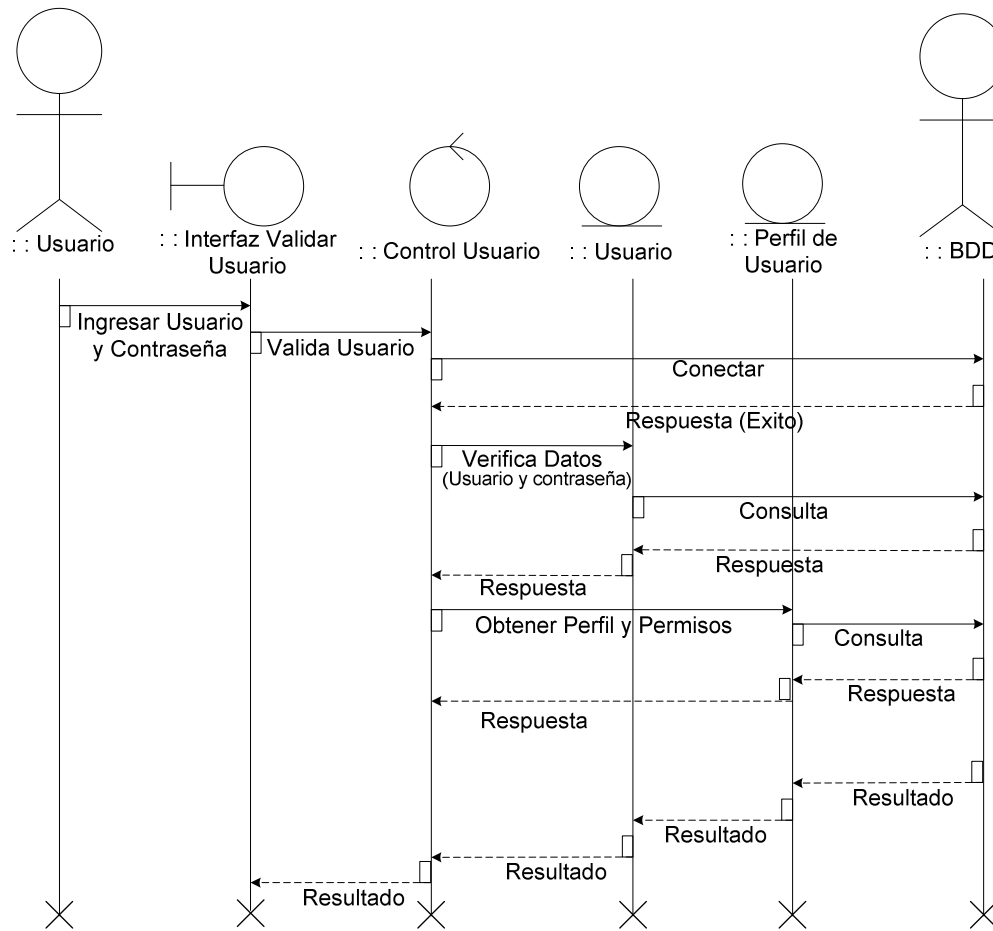 : : Usuario
: : Interfaz Validar
Usuario
: : Control Usuario
: : Usuario
: : Perfil de
Usuario
: : BDD
Ingresar Usuario
y Contraseña
Valida Usuario
Conectar
Respuesta (Exito)
Verifica Datos
(Usuario y contraseña)
Consulta
Respuesta
Respuesta
Obtener Perfil y Permisos
Consulta
Respuesta
Respuesta
Resultado
Resultado
Resultado
Resultado